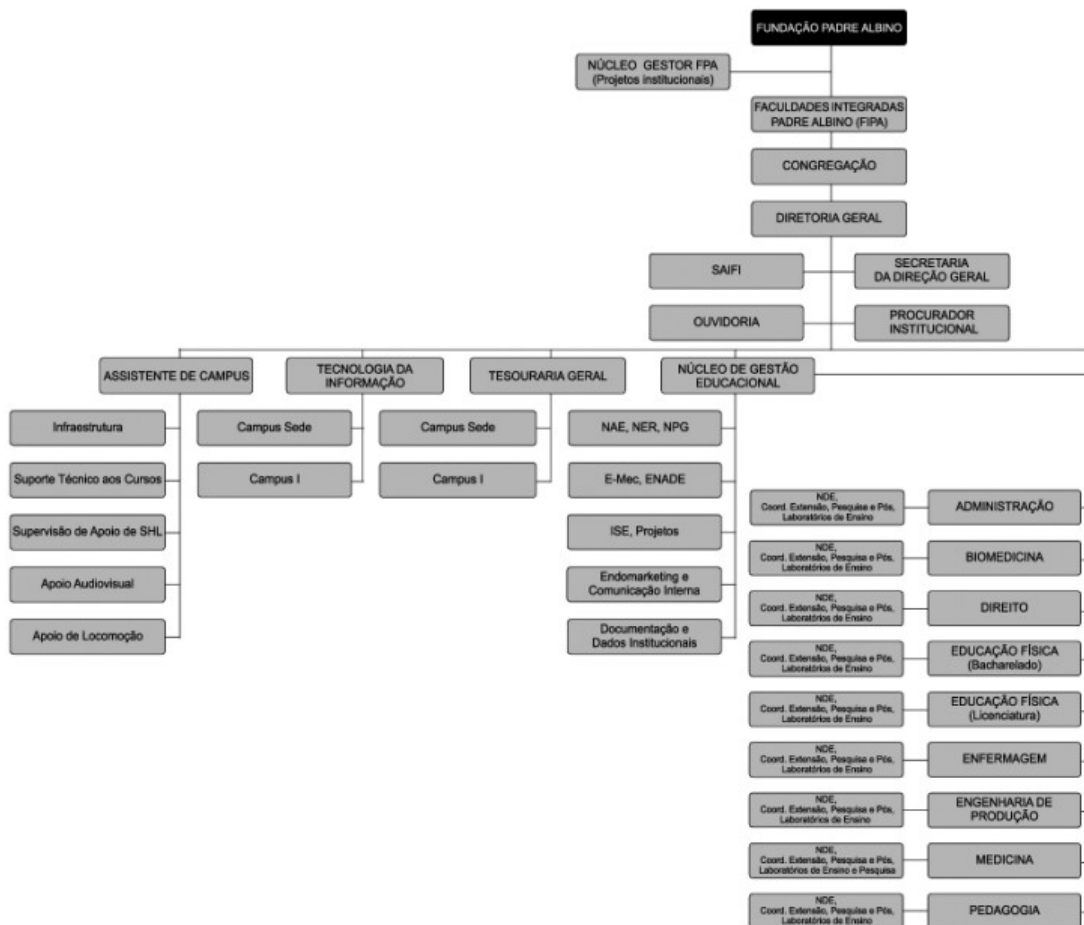 FUNDAÇÃO PADRE ALBINO
NÚCLEO GESTOR FPA
(Projetos institucionais)
FACULDADES INTEGRADAS
PADRE ALBINO (FIPA)
CONGREGAÇÃO
DIRETORIA GERAL
SAIFI
SECRETARIA
DA DIREÇÃO GERAL
OUVIDORIA
PROCURADOR
INSTITUCIONAL
ASSISTENTE DE CAMPUS
TECNOLOGIA DA
INFORMAÇÃO
TESOURARIA GERAL
NÚCLEO DE GESTÃO
EDUCACIONAL
Infraestrutura
Suporte Técnico aos Cursos
Supervisão de Apoio de SHL
Apoio Audiovisual
Apoio de Locomoção
Campus Sede
Campus I
Campus Sede
Campus I
NAE, NER, NPG
E-Mec, ENADE
ISE, Projetos
Endomarketing e
Comunicação Interna
Documentação e
Dados Institucionais
NDE,
Coord. Extensão, Pesquisa e Pós,
Laboratórios de Ensino
ADMINISTRAÇÃO
NDE,
Coord. Extensão, Pesquisa e Pós,
Laboratórios de Ensino
BIOMEDICINA
NDE,
Coord. Extensão, Pesquisa e Pós,
Laboratórios de Ensino
DIREITO
NDE,
Coord. Extensão, Pesquisa e Pós,
Laboratórios de Ensino
EDUCAÇÃO FÍSICA
(Bacharelado)
NDE,
Coord. Extensão, Pesquisa e Pós,
Laboratórios de Ensino
EDUCAÇÃO FÍSICA
(Licenciatura)
NDE,
Coord. Extensão, Pesquisa e Pós,
Laboratórios de Ensino
ENFERMAGEM
NDE,
Coord. Extensão, Pesquisa e Pós,
Laboratórios de Ensino
ENGENHARIA DE
PRODUÇÃO
NDE,
Coord. Extensão, Pesquisa e Pós,
Laboratórios de Ensino e Pesquisa
MEDICINA
NDE,
Coord. Extensão, Pesquisa e Pós,
Laboratórios de Ensino
PEDAGOGIA